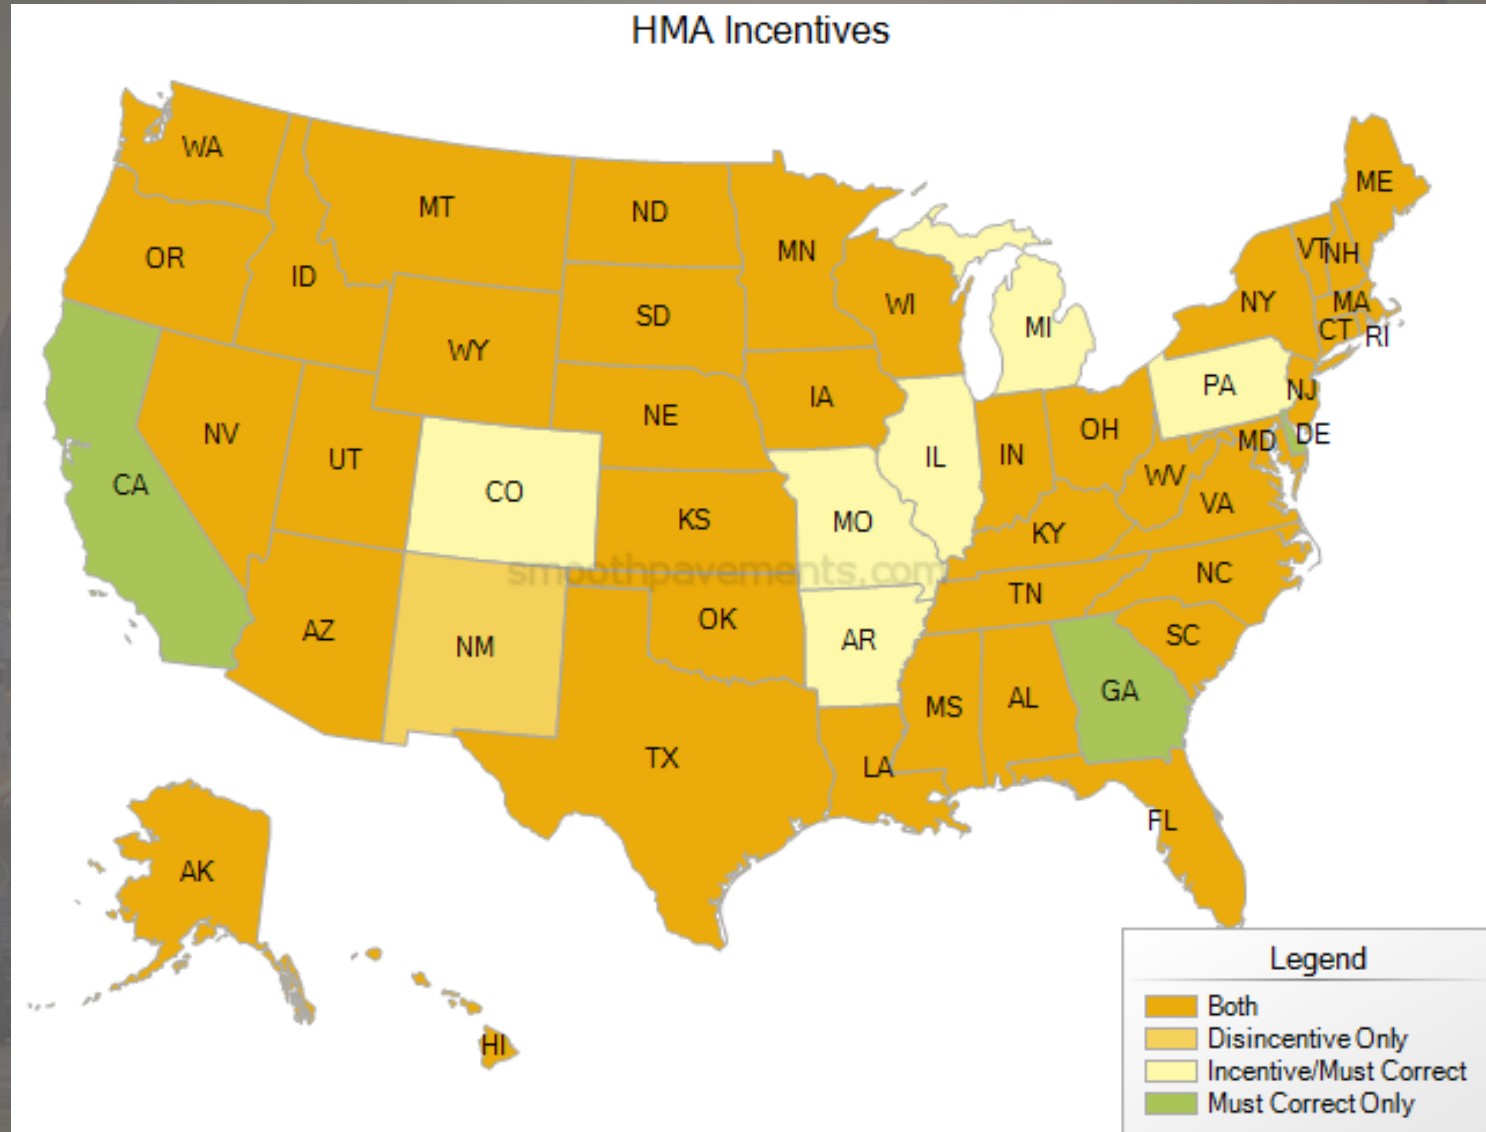 HMA Incentives
WA
MT
ND
MN
ME
OR
ID
SD
WI
VT
NH
WY
MI
NY
MA
CT
RI
NE
IA
PA
NJ
NV
UT
CO
IL
IN
OH
MD
DE
CA
KS
MO
WV
VA
KY
smoothpavements.com
AZ
NM
OK
AR
TN
NC
SC
MS
AL
GA
TX
LA
FL
AK
HI
Legend
Both
Disincentive Only
Incentive/Must Correct
Must Correct Only